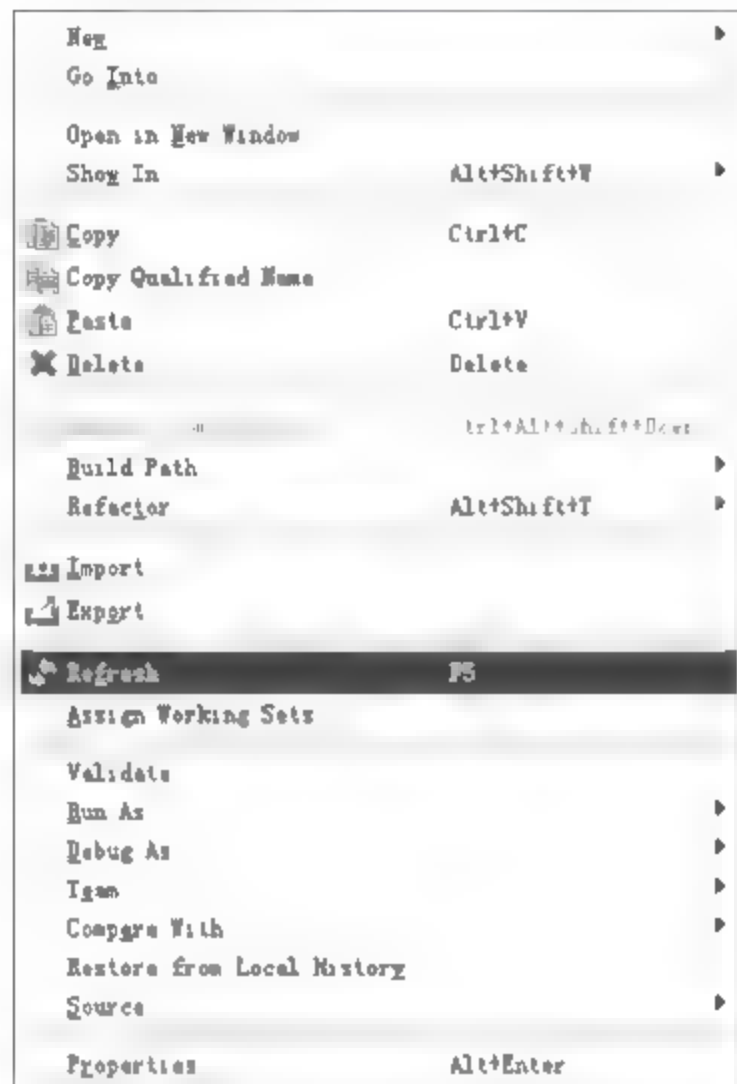 New
Go Into
Open in New Window
Show In Alt+Shift+W
Copy Ctrl+C
Copy Qualified Name
Paste Ctrl+V
Delete Delete
Build Path
Refactor Alt+Shift+T
Import
Export
Refresh F5
Assign Working Sets
Validate
Run As
Debug As
Team
Compare With
Restore from Local History
Source
Properties Alt+Enter